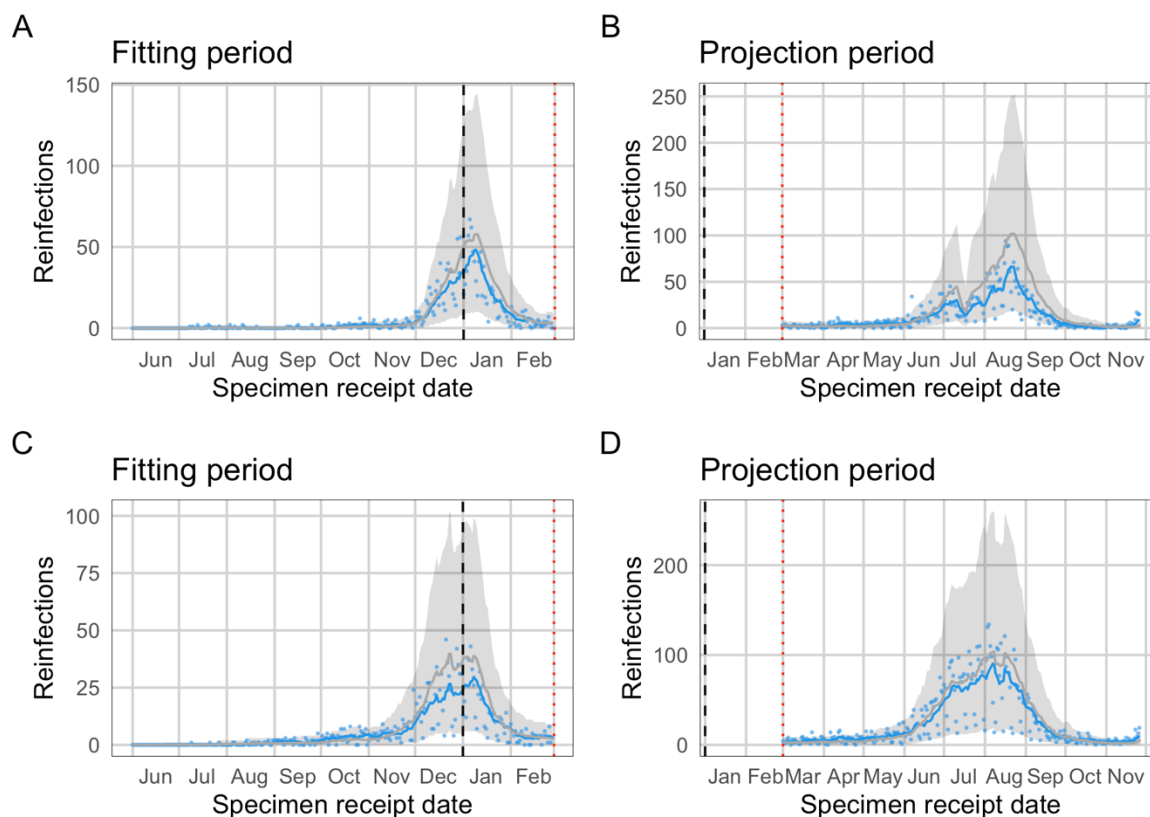 A
Fitting period
Reinfections
150
100
50
0
Jun Jul Aug Sep Oct Nov Dec Jan Feb
Specimen receipt date
B
Projection period
Reinfections
250
200
150
100
50
0
Jan Feb Mar Apr May Jun Jul Aug Sep Oct Nov
Specimen receipt date
C
Fitting period
Reinfections
100
75
50
25
0
Jun Jul Aug Sep Oct Nov Dec Jan Feb
Specimen receipt date
D
Projection period
Reinfections
200
100
0
Jan Feb Mar Apr May Jun Jul Aug Sep Oct Nov
Specimen receipt date